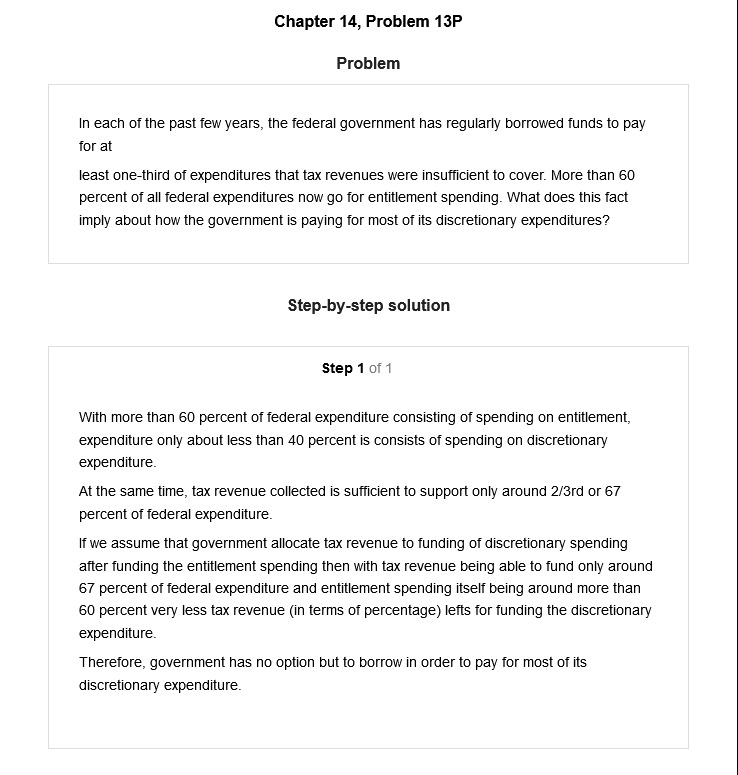 Chapter 14, Problem 13P
Problem
In each of the past few years, the federal government has regularly borrowed funds to pay
for at
least one-third of expenditures that tax revenues were insufficient to cover. More than 60
percent of all federal expenditures now go for entitlement spending. What does this fact
imply about how the government is paying for most of its discretionary expenditures?
Step-by-step solution
Step 1 of 1
With more than 60 percent of federal expenditure consisting of spending on entitlement,
expenditure only about less than 40 percent is consists of spending on discretionary
expenditure.
At the same time, tax revenue collected is sufficient to support only around 2/3rd or 67
percent of federal expenditure.
If we assume that government allocate tax revenue to funding of discretionary spending
after funding the entitlement spending then with tax revenue being able to fund only around
67 percent of federal expenditure and entitlement spending itself being around more than
60 percent very less tax revenue (in terms of percentage) lefts for funding the discretionary
expenditure.
Therefore, government has no option but to borrow in order to pay for most of its
discretionary expenditure.